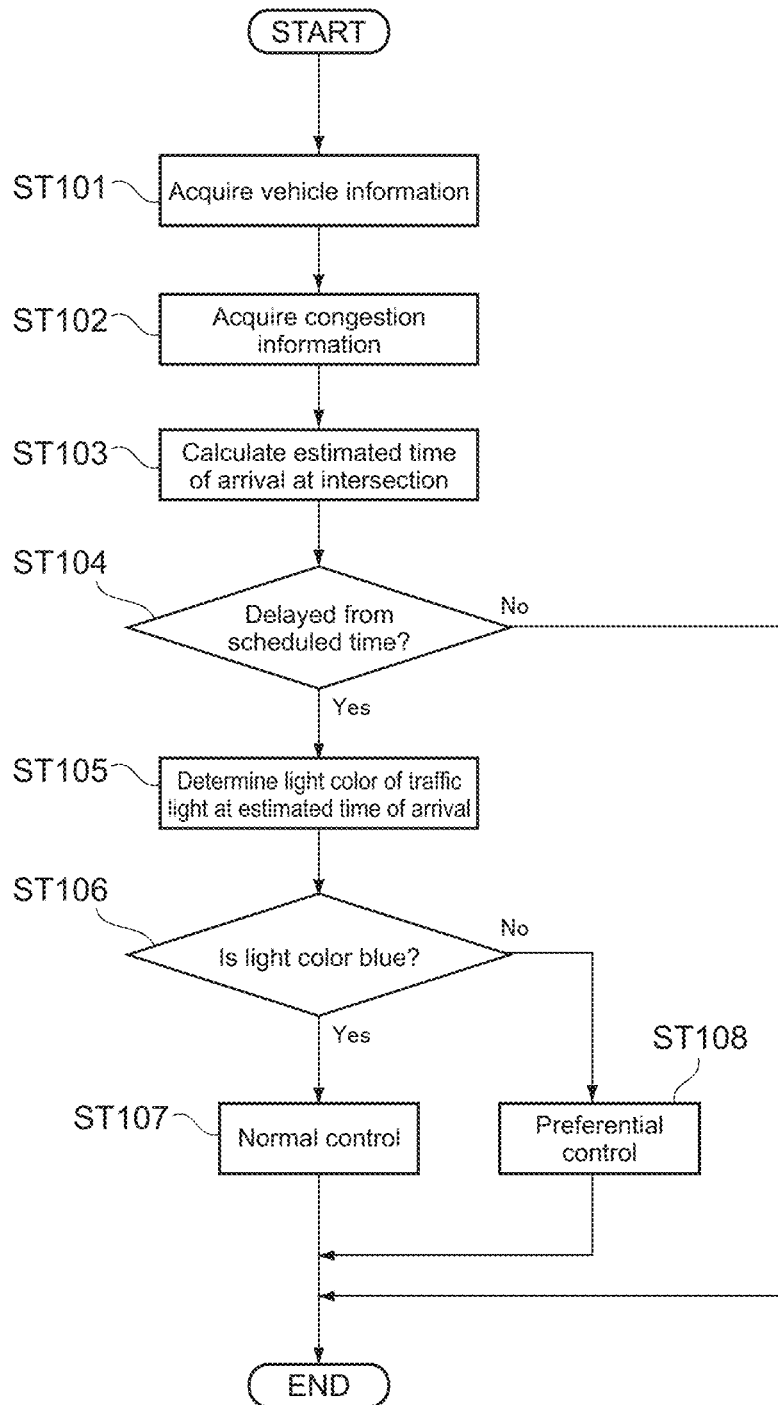 START
ST101
Acquire vehicle information
ST102
Acquire congestion
information
ST103
Calculate estimated time
of arrival at intersection
ST104
Delayed from
scheduled time?
No
Yes
ST105
Determine light color of traffic
light at estimated time of arrival
ST106
Is light color blue?
No
Yes
ST108
ST107
Normal control
Preferential
control
END